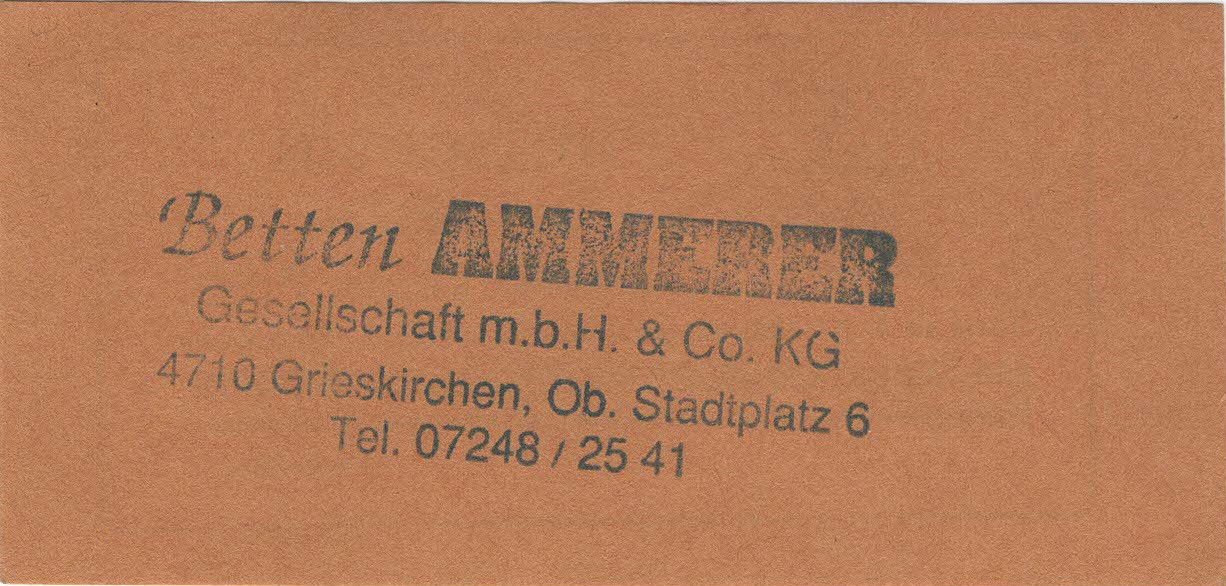 Betten AMMERER
Gesellschaft m.b.H. & Co. KG
4710 Grieskirchen, Ob. Stadtplatz 6
Tel. 07248 / 25 41